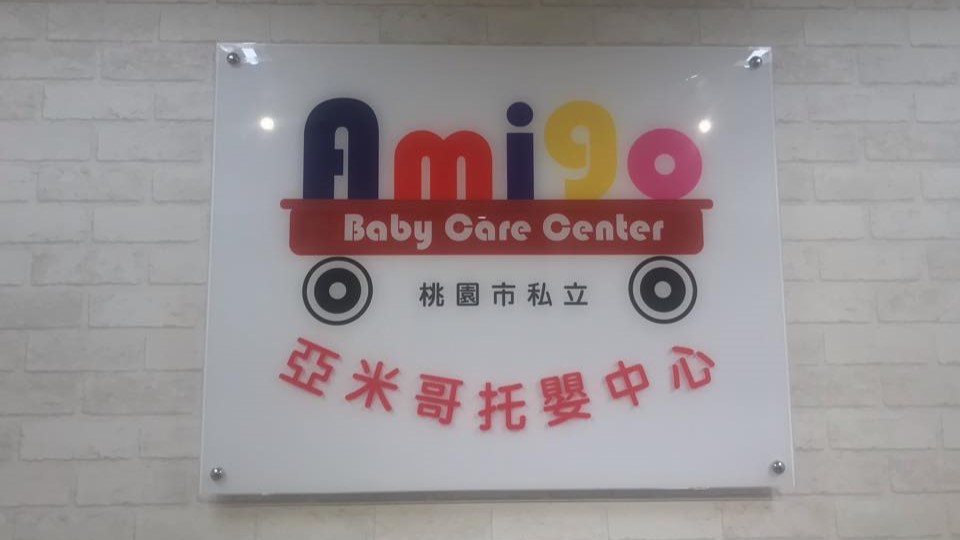 Amigo
Baby Care Center
桃園市私立
亞米哥托嬰中心